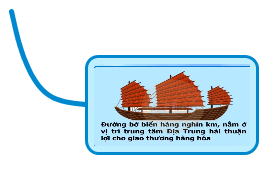 Đường bờ biển hàng nghìn km, nằm ở
vị trí trung tâm Địa Trung hải thuận
lợi cho giao thương hàng hóa